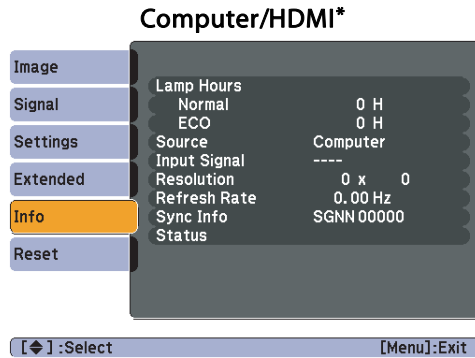 Computer/HDMI*
Image
Signal
Settings
Extended
Info
Reset
Lamp Hours
Normal 0 H
ECO 0 H
Source Computer
Input Signal ----
Resolution 0 x 0
Refresh Rate 0.00 Hz
Sync Info SGNN 00000
Status
[◆] :Select [Menu]:Exit